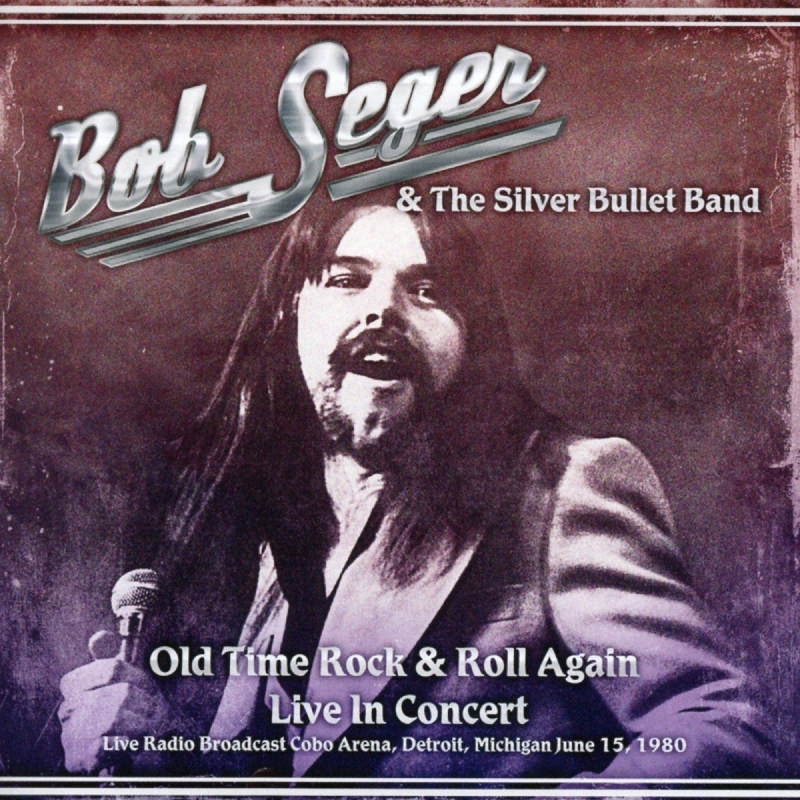 Bob Seger
& The Silver Bullet Band
Old Time Rock & Roll Again
Live In Concert
Live Radio Broadcast Cobo Arena, Detroit, Michigan June 15, 1980